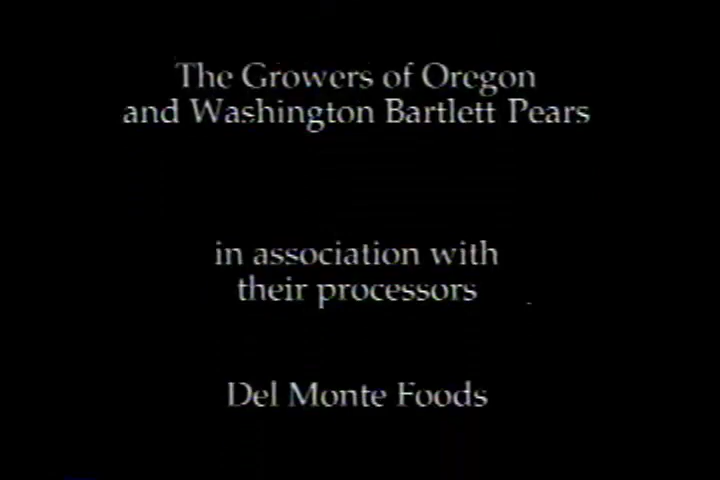 The Growers of Oregon
and Washington Bartlett Pears
in association with
their processors
Del Monte Foods